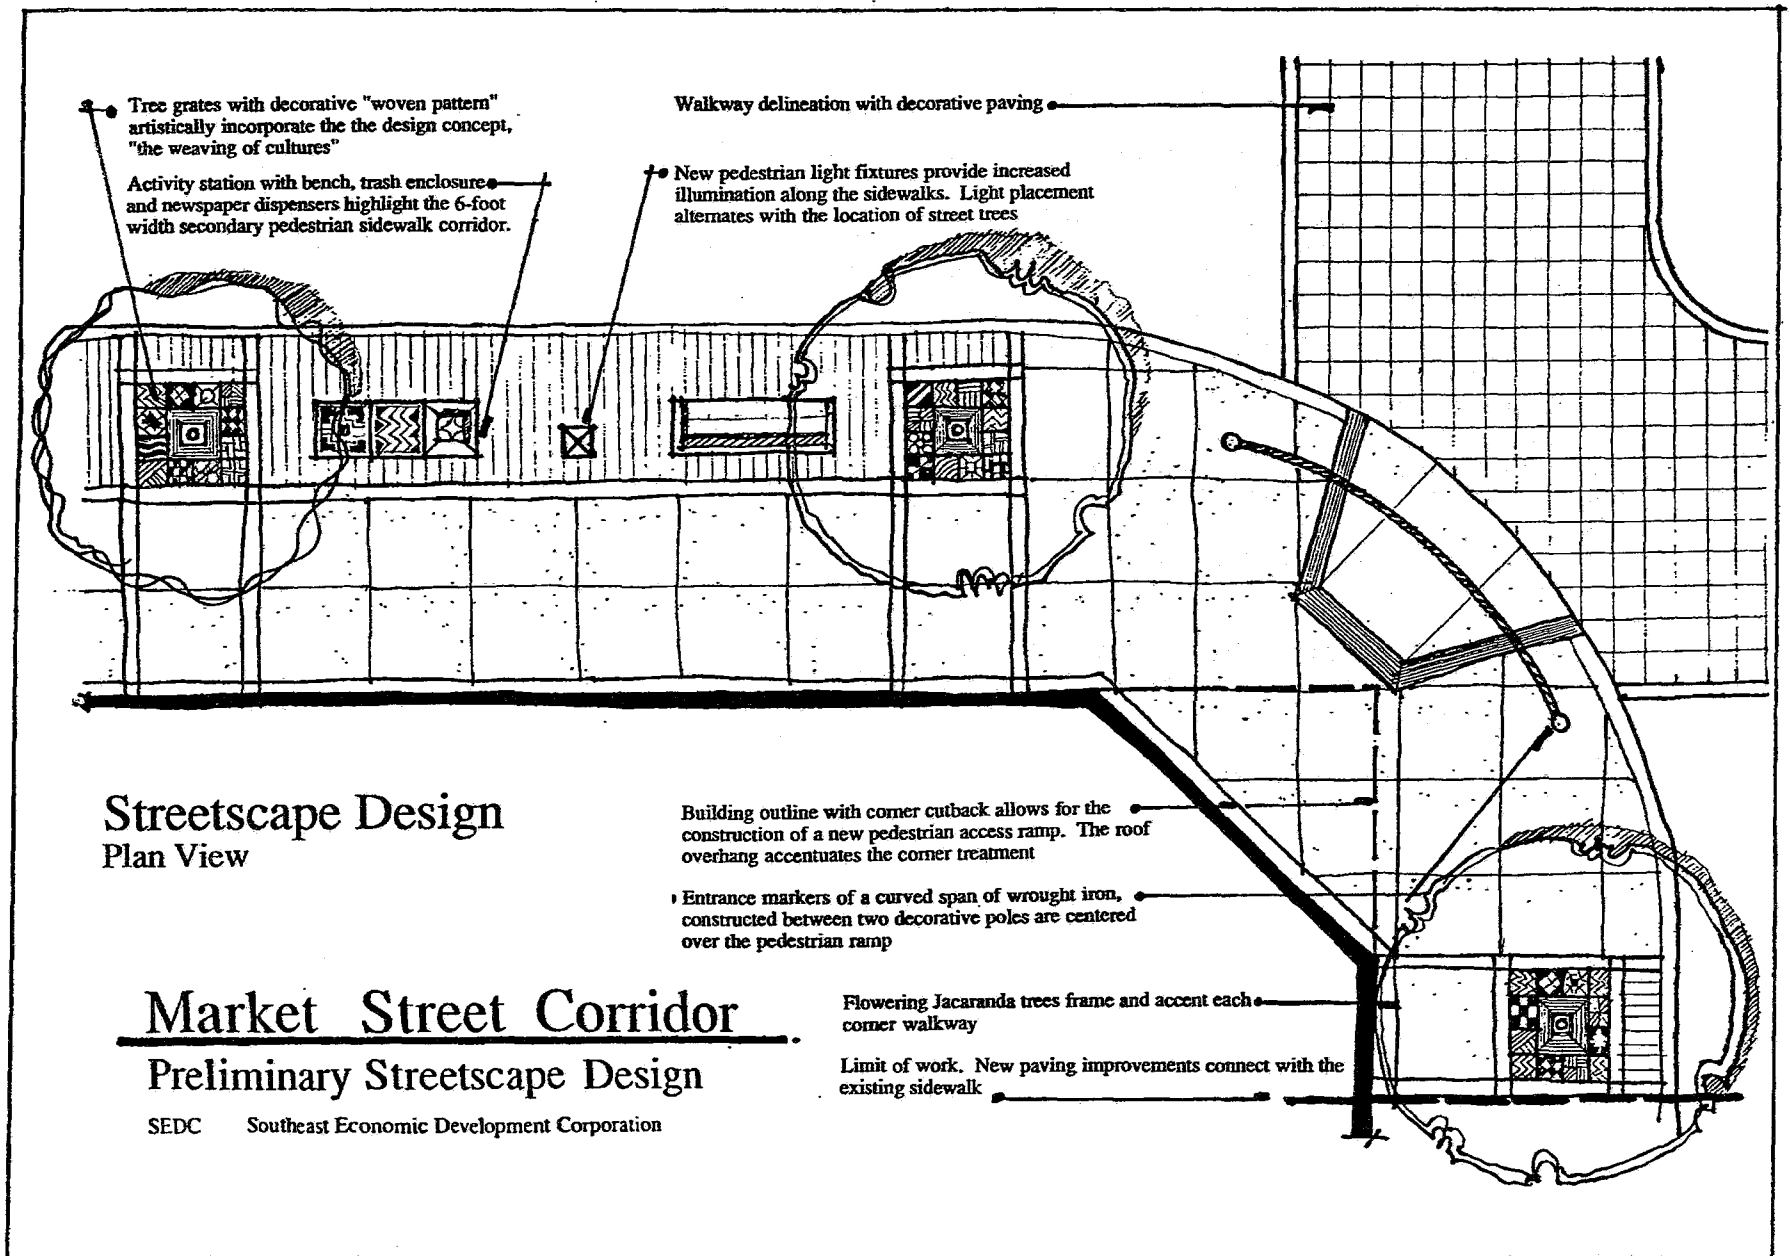 Tree grates with decorative "woven pattern"
artistically incorporate the the design concept,
"the weaving of cultures"
Activity station with bench, trash enclosure
and newspaper dispensers highlight the 6-foot
width secondary pedestrian sidewalk corridor.
Walkway delineation with decorative paving
New pedestrian light fixtures provide increased
illumination along the sidewalks. Light placement
alternates with the location of street trees
Streetscape Design
Plan View
Building outline with corner cutback allows for the
construction of a new pedestrian access ramp. The roof
overhang accentuates the corner treatment
Entrance markers of a curved span of wrought iron,
constructed between two decorative poles are centered
over the pedestrian ramp
Market Street Corridor
Preliminary Streetscape Design
SEDC Southeast Economic Development Corporation
Flowering Jacaranda trees frame and accent each
corner walkway
Limit of work. New paving improvements connect with the
existing sidewalk